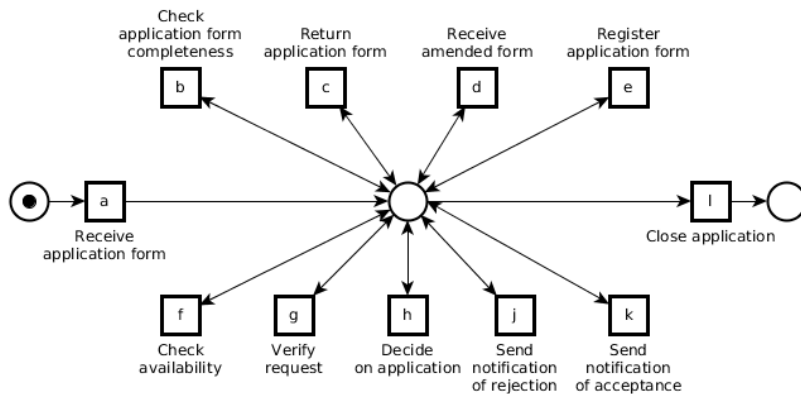 Check
application form
completeness
b
Return
application form
c
Receive
amended form
d
Register
application form
e
a
Receive
application form
l
Close application
f
Check
availability
g
Verify
request
h
Decide
on application
j
Send
notification
of rejection
k
Send
notification
of acceptance